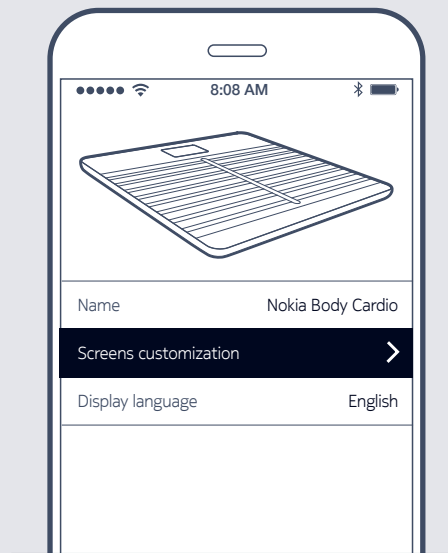 8:08 AM
Name Nokia Body Cardio
Screens customization
Display language English